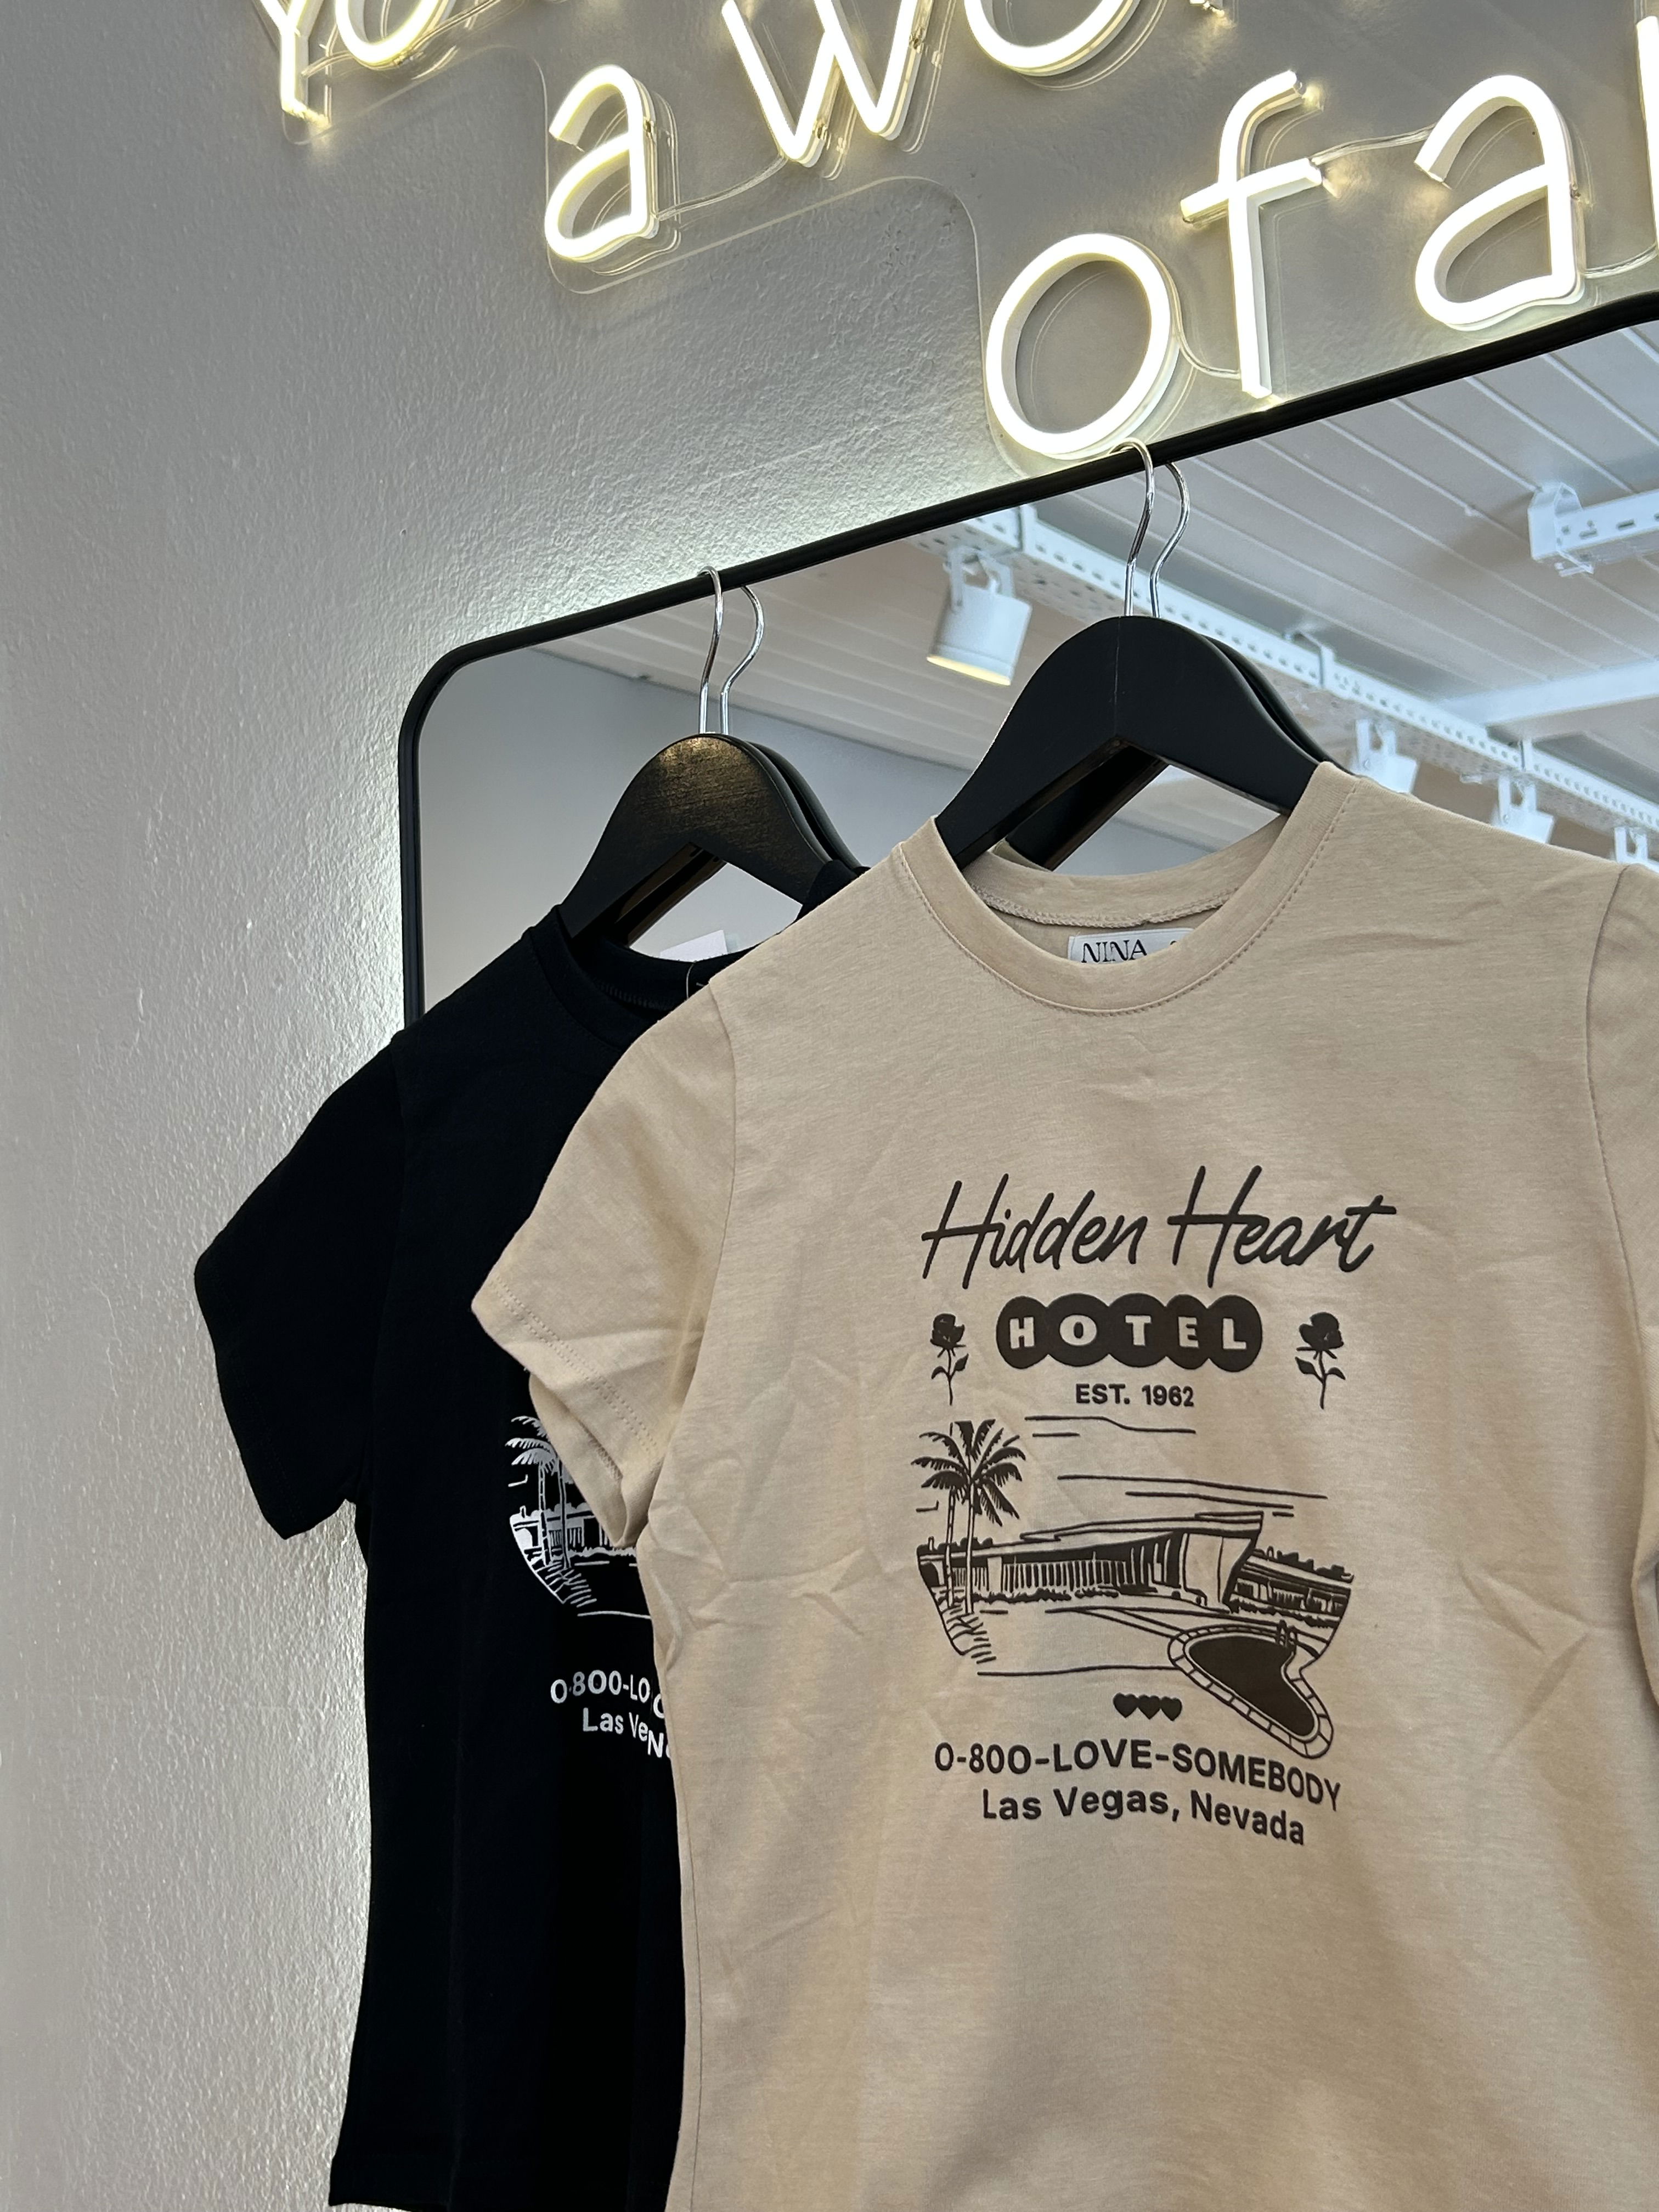 a
of a
NINA
Hidden Heart
HOTEL
EST. 1962
0-800-LOVE-SOMEBODY
Las Vegas, Nevada
0-800-LO
Las Ve